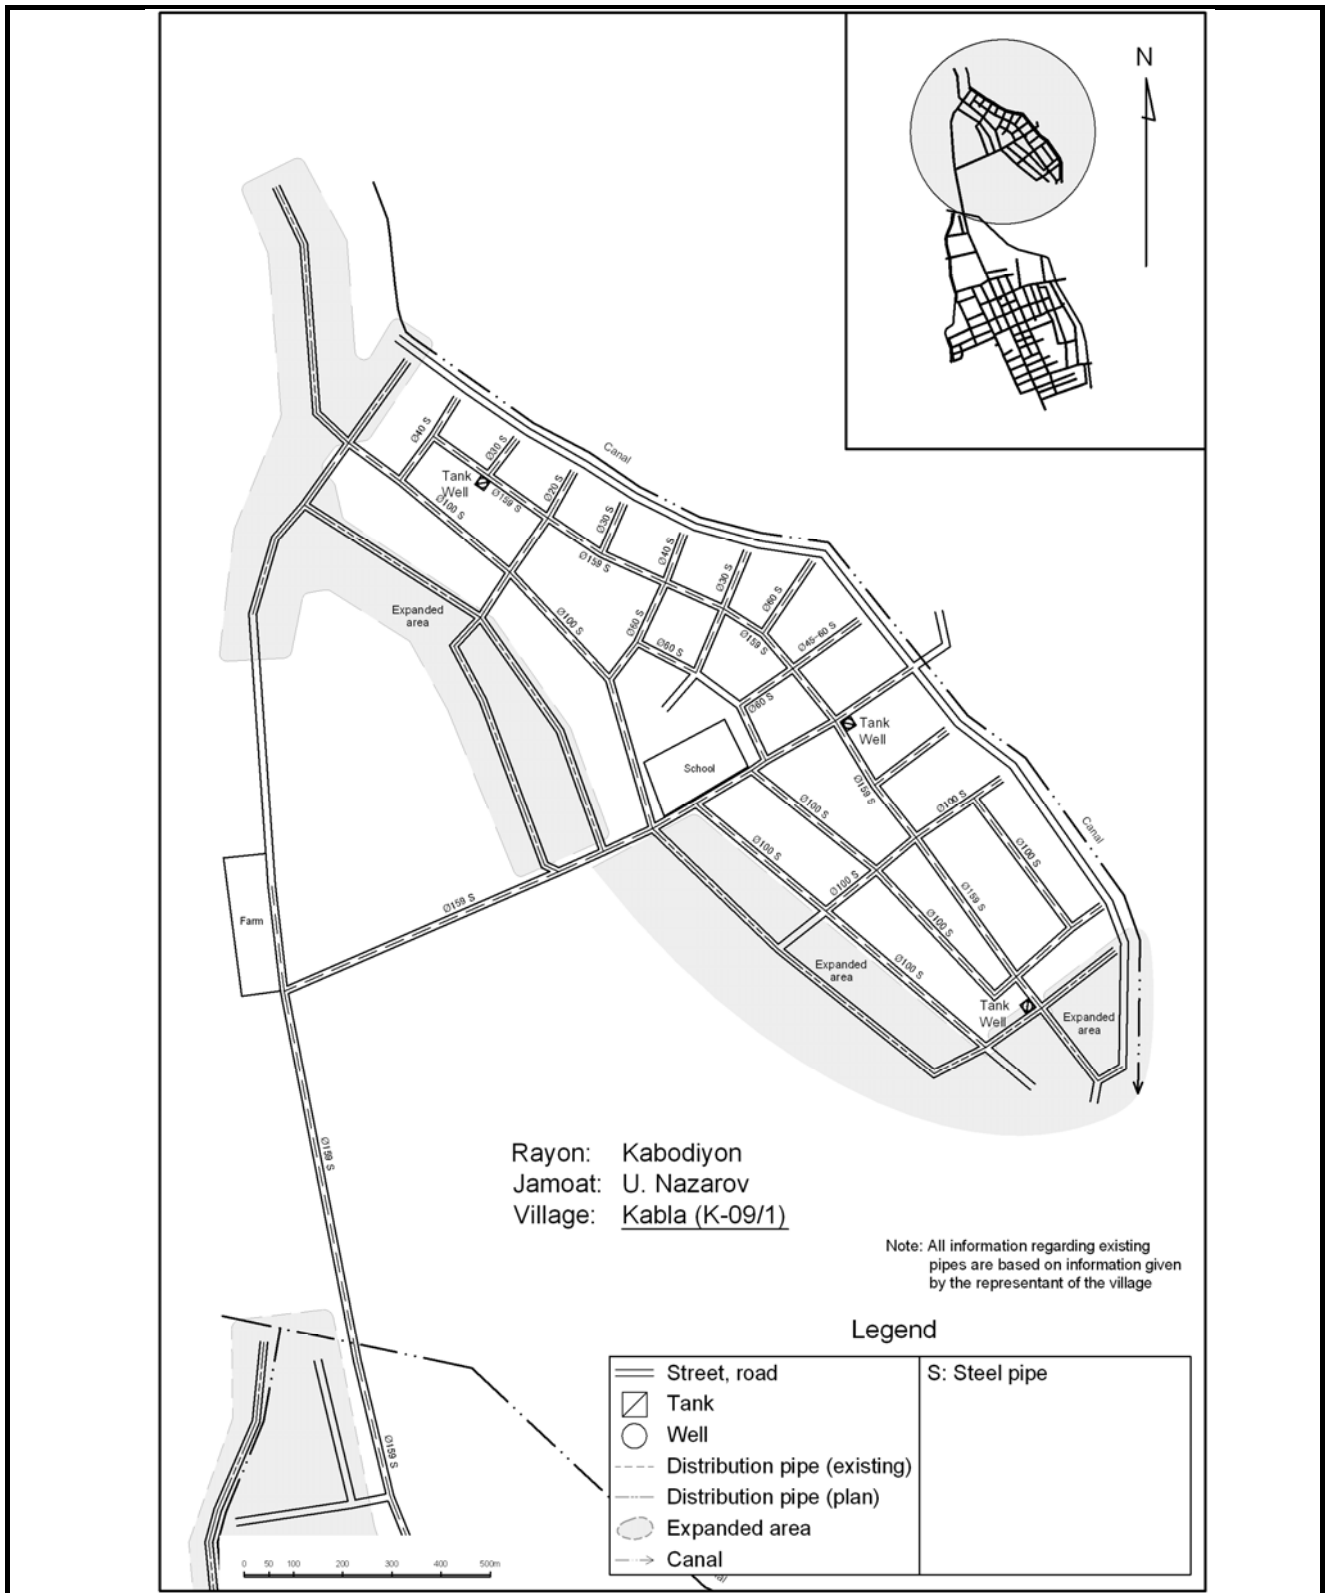 N
Canal
Ø40 S
Ø30 S
Tank
Well
Ø159 S
Ø20 S
Ø100 S
Ø30 S
Ø159 S
Ø40 S
Ø30 S
Ø60 S
Expanded
area
Ø100 S
Ø60 S
Ø60 S
Ø159 S
Ø45-60 S
Ø60 S
Tank
Well
School
Ø159 S
Ø100 S
Ø100 S
Canal
Ø100 S
Ø100 S
Ø100 S
Ø159 S
Ø159 S
Farm
Ø100 S
Ø100 S
Expanded
area
Tank
Well
Expanded
area
Ø159 S
Rayon: Kabodiyon
Jamoat: U. Nazarov
Village: Kabla (K-09/1)
Note: All information regarding existing
pipes are based on information given
by the representant of the village
Legend
Street, road
S: Steel pipe
Tank
Well
Distribution pipe (existing)
Distribution pipe (plan)
Expanded area
Canal
Ø159 S
0 50 100 200 300 400 500m